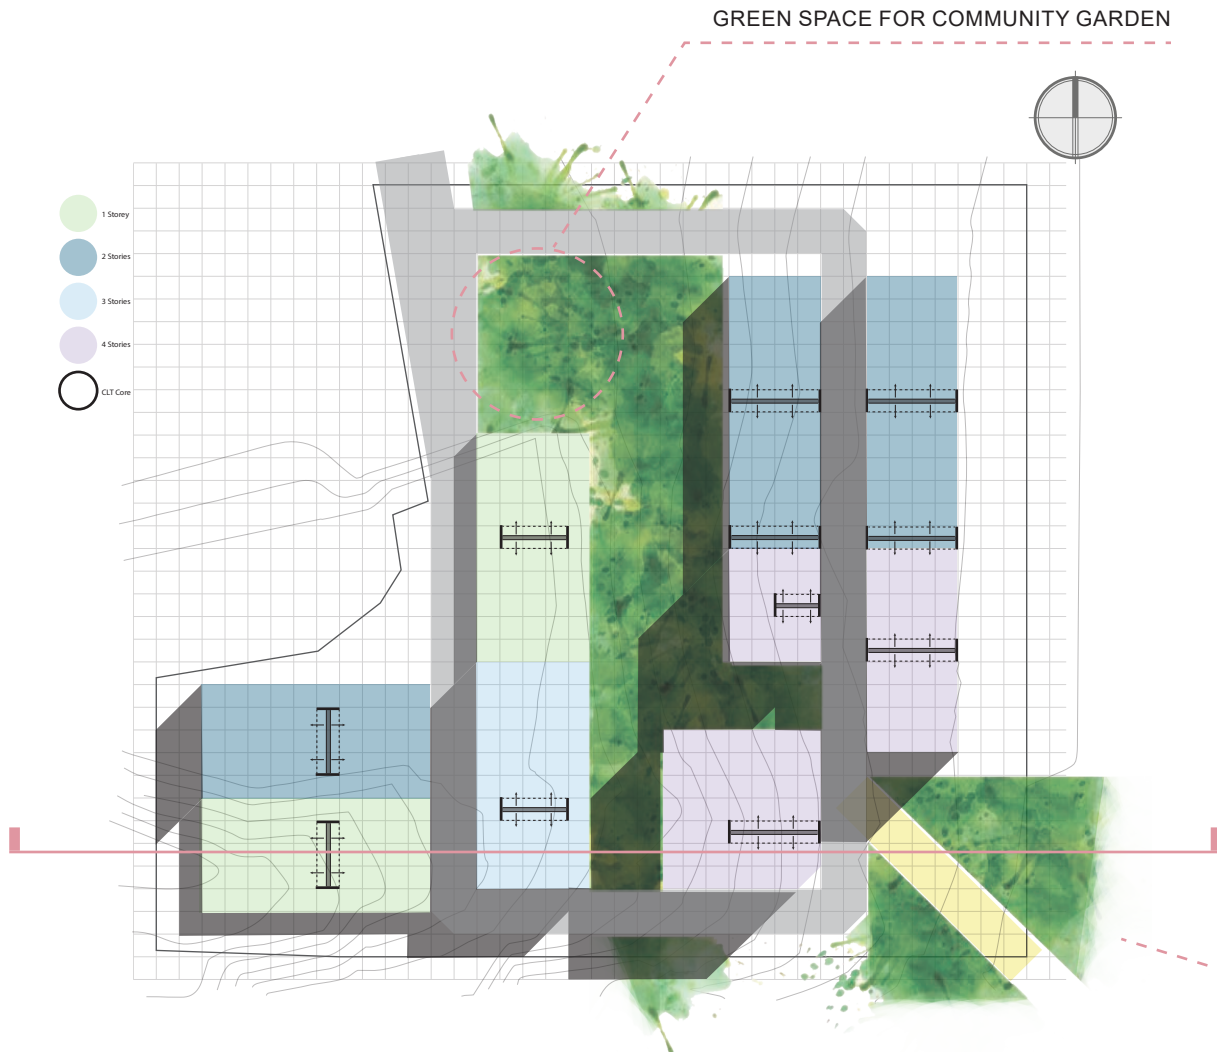 GREEN SPACE FOR COMMUNITY GARDEN
1 Storey
2 Stories
3 Stories
4 Stories
CLT Core